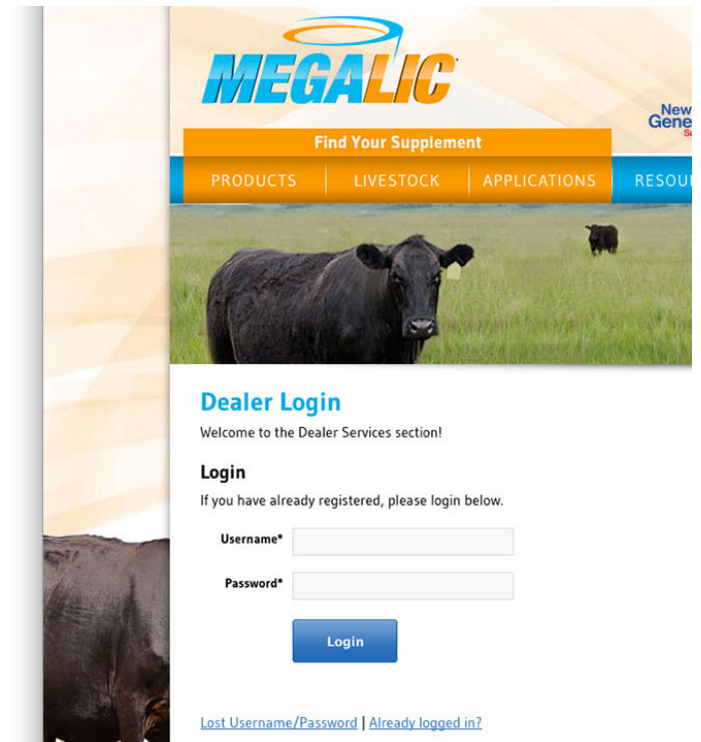 MEGALIC
New
Gene
Find Your Supplement
PRODUCTS LIVESTOCK APPLICATIONS RESOU
Dealer Login
Welcome to the Dealer Services section!
Login
If you have already registered, please login below.
Username*
Password*
Login
Lost Username/Password | Already logged in?